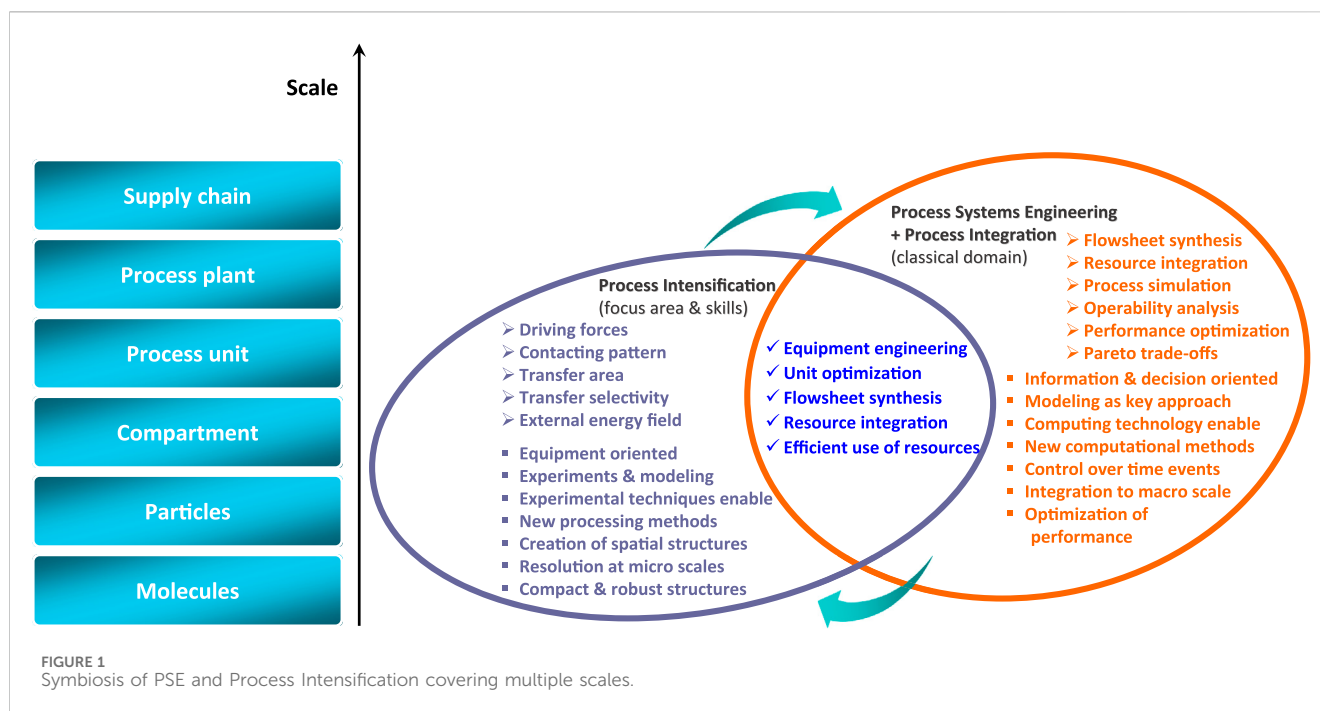 Scale
Supply chain
Process plant
Process unit
Compartment
Particles
Molecules
Process Intensification
(focus area & skills)
Driving forces
Contacting pattern
Transfer area
Transfer selectivity
External energy field
Equipment oriented
Experiments & modeling
Experimental techniques enable
New processing methods
Creation of spatial structures
Resolution at micro scales
Compact & robust structures
Equipment engineering
Unit optimization
Flowsheet synthesis
Resource integration
Efficient use of resources
Process Systems Engineering
+ Process Integration
(classical domain)
Flowsheet synthesis
Resource integration
Process simulation
Operability analysis
Performance optimization
Pareto trade-offs
Information & decision oriented
Modeling as key approach
Computing technology enable
New computational methods
Control over time events
Integration to macro scale
Optimization of
performance
FIGURE 1
Symbiosis of PSE and Process Intensification covering multiple scales.